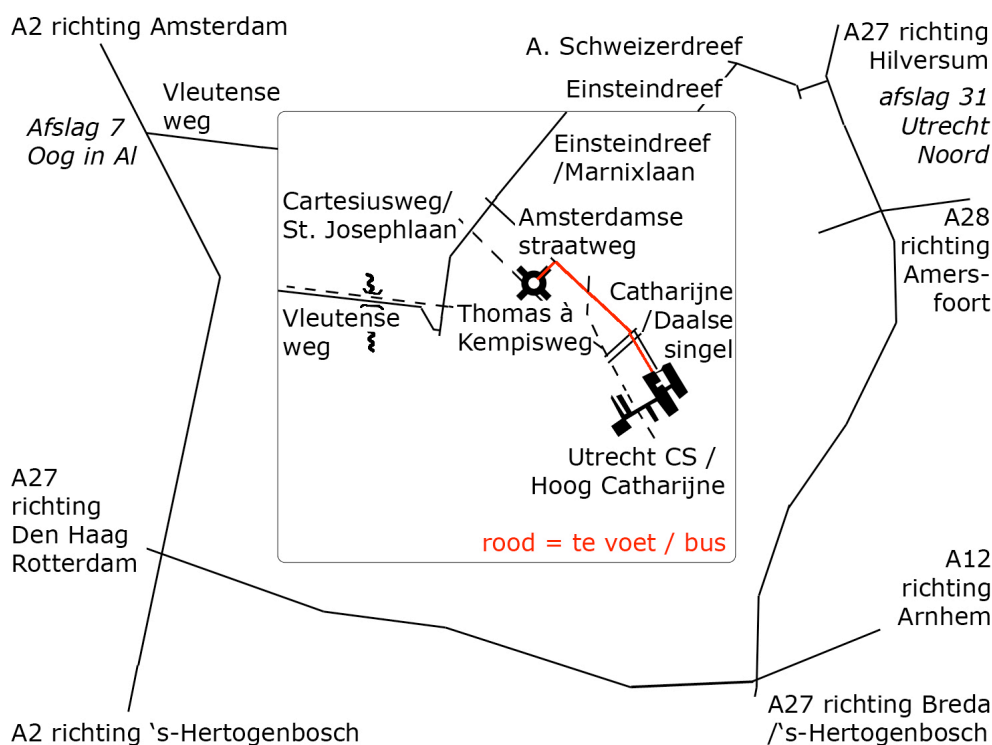 A2 richting Amsterdam
A. Schweizerdreef
A27 richting
Hilversum
Vleutense
weg
Einsteindreef
afslag 31
Utrecht
Noord
Afslag 7
Oog in Al
Einsteindreef
/Marnixlaan
Cartesiusweg/
St. Josephlaan
Amsterdamse
straatweg
A28
richting
Amers-
foort
Vleutense
weg
Thomas à
Kempisweg
Catharijne
/Daalse
singel
Utrecht CS /
Hoog Catharijne
A27
richting
Den Haag
Rotterdam
rood = te voet / bus
A12
richting
Arnhem
A2 richting ‘s-Hertogenbosch
A27 richting Breda
/‘s-Hertogenbosch